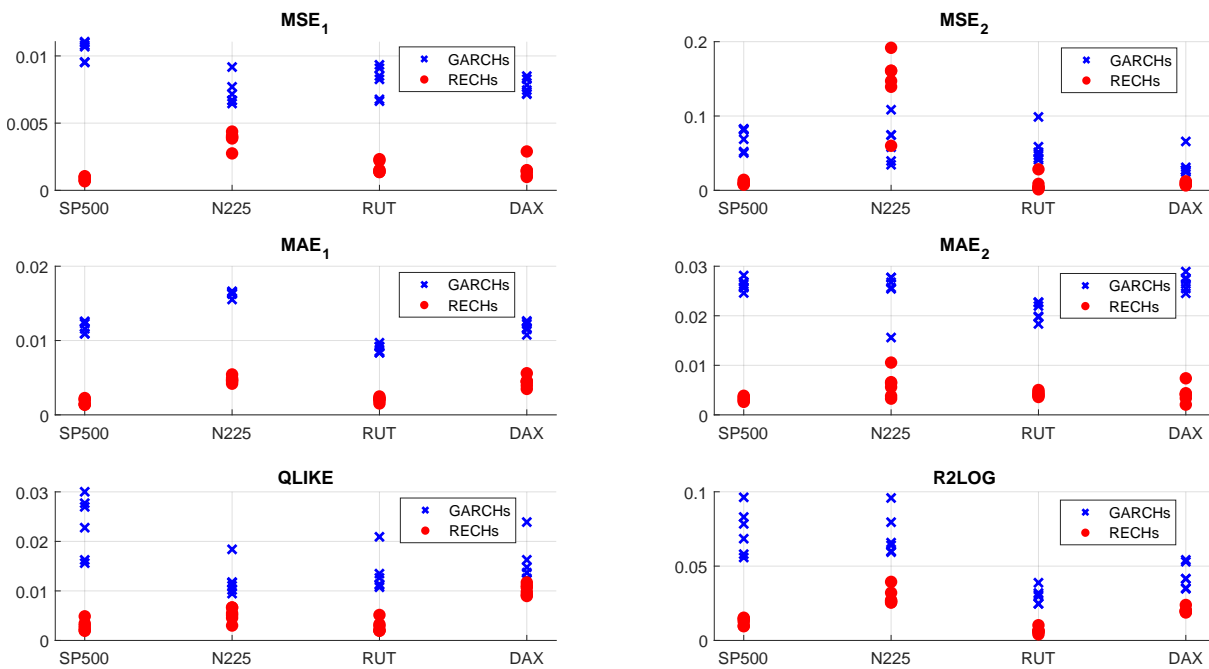 MSE1
0.01
0.005
0
SP500 N225 RUT DAX
GARCHs
RECHs
MSE2
0.2
0.1
0
SP500 N225 RUT DAX
GARCHs
RECHs
MAE1
0.02
0.01
0
SP500 N225 RUT DAX
GARCHs
RECHs
MAE2
0.03
0.02
0.01
0
SP500 N225 RUT DAX
GARCHs
RECHs
QLIKE
0.03
0.02
0.01
0
SP500 N225 RUT DAX
GARCHs
RECHs
R2LOG
0.1
0.05
0
SP500 N225 RUT DAX
GARCHs
RECHs